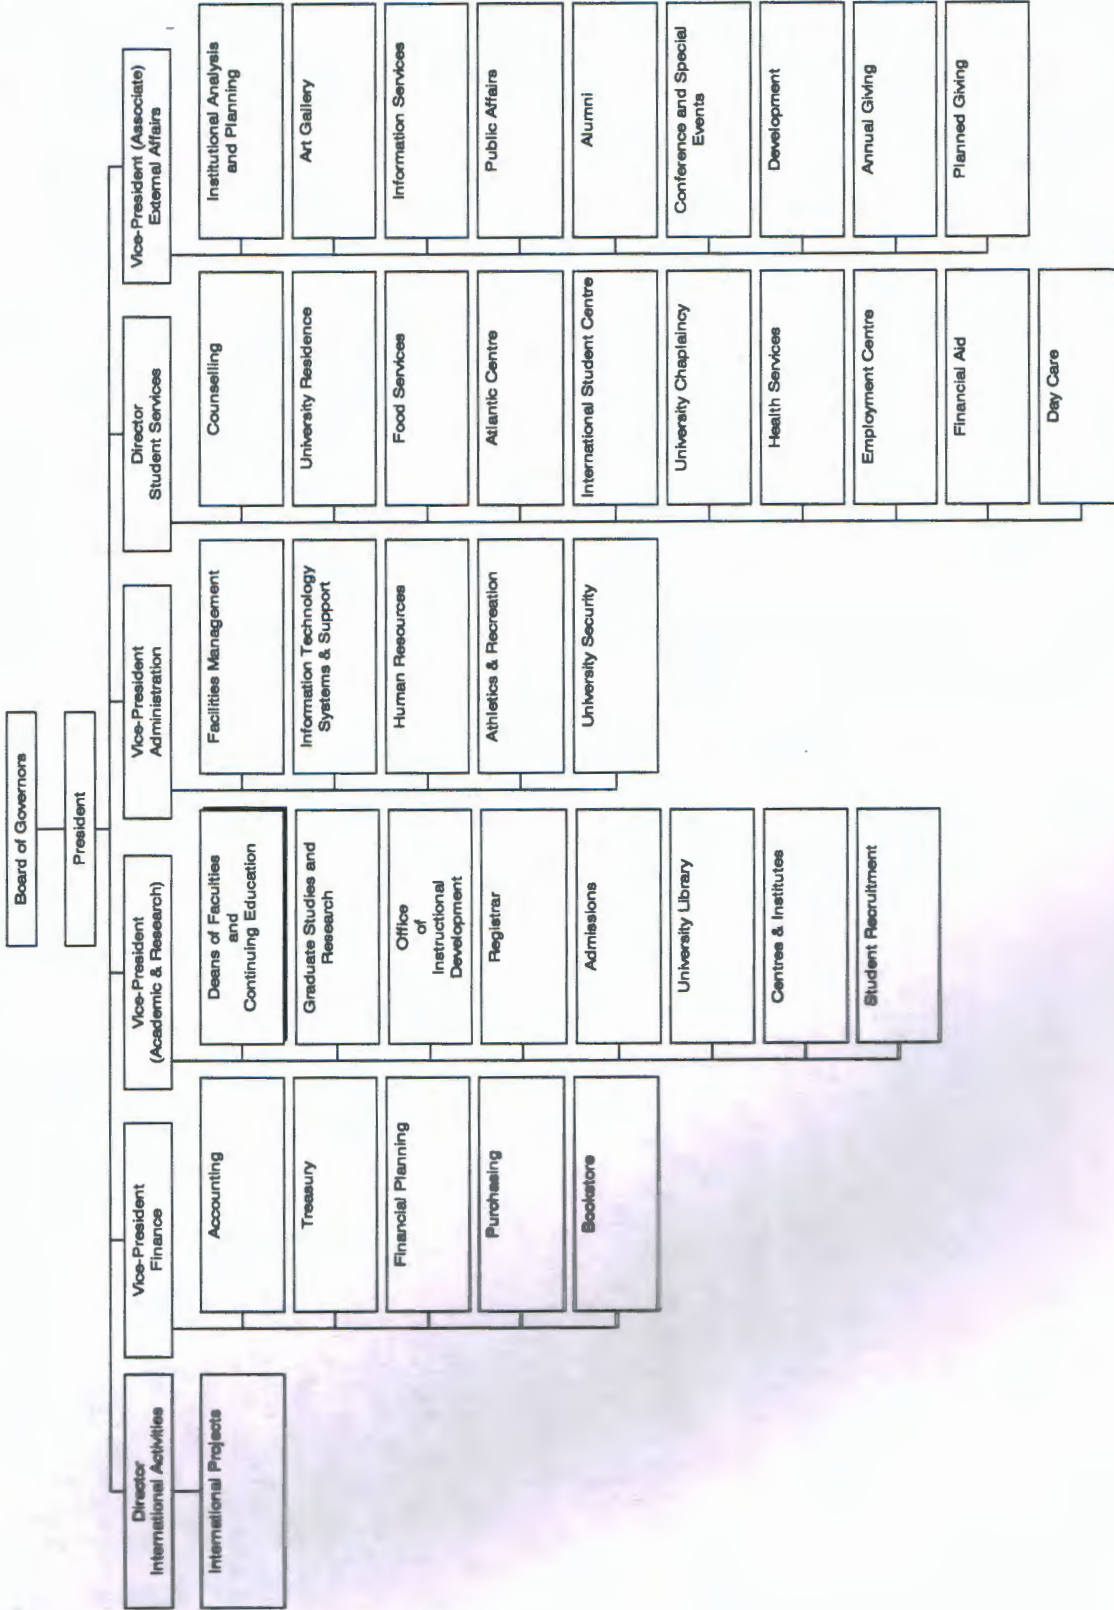 Board of Governors
President
Director
International Activities
International Projects
Vice-President
Finance
Accounting
Treasury
Financial Planning
Purchasing
Bookstore
Vice-President
(Academic & Research)
Deans of Faculties
and
Continuing Education
Graduate Studies and
Research
Office
of
Instructional
Development
Registrar
Admissions
University Library
Centres & Institutes
Student Recruitment
Vice-President
Administration
Facilities Management
Information Technology
Systems & Support
Human Resources
Athletics & Recreation
University Security
Director
Student Services
Counselling
University Residence
Food Services
Atlantic Centre
International Student Centre
University Chaplaincy
Health Services
Employment Centre
Financial Aid
Day Care
Vice-President (Associate)
External Affairs
Institutional Analysis
and Planning
Art Gallery
Information Services
Public Affairs
Alumni
Conference and Special
Events
Development
Annual Giving
Planned Giving